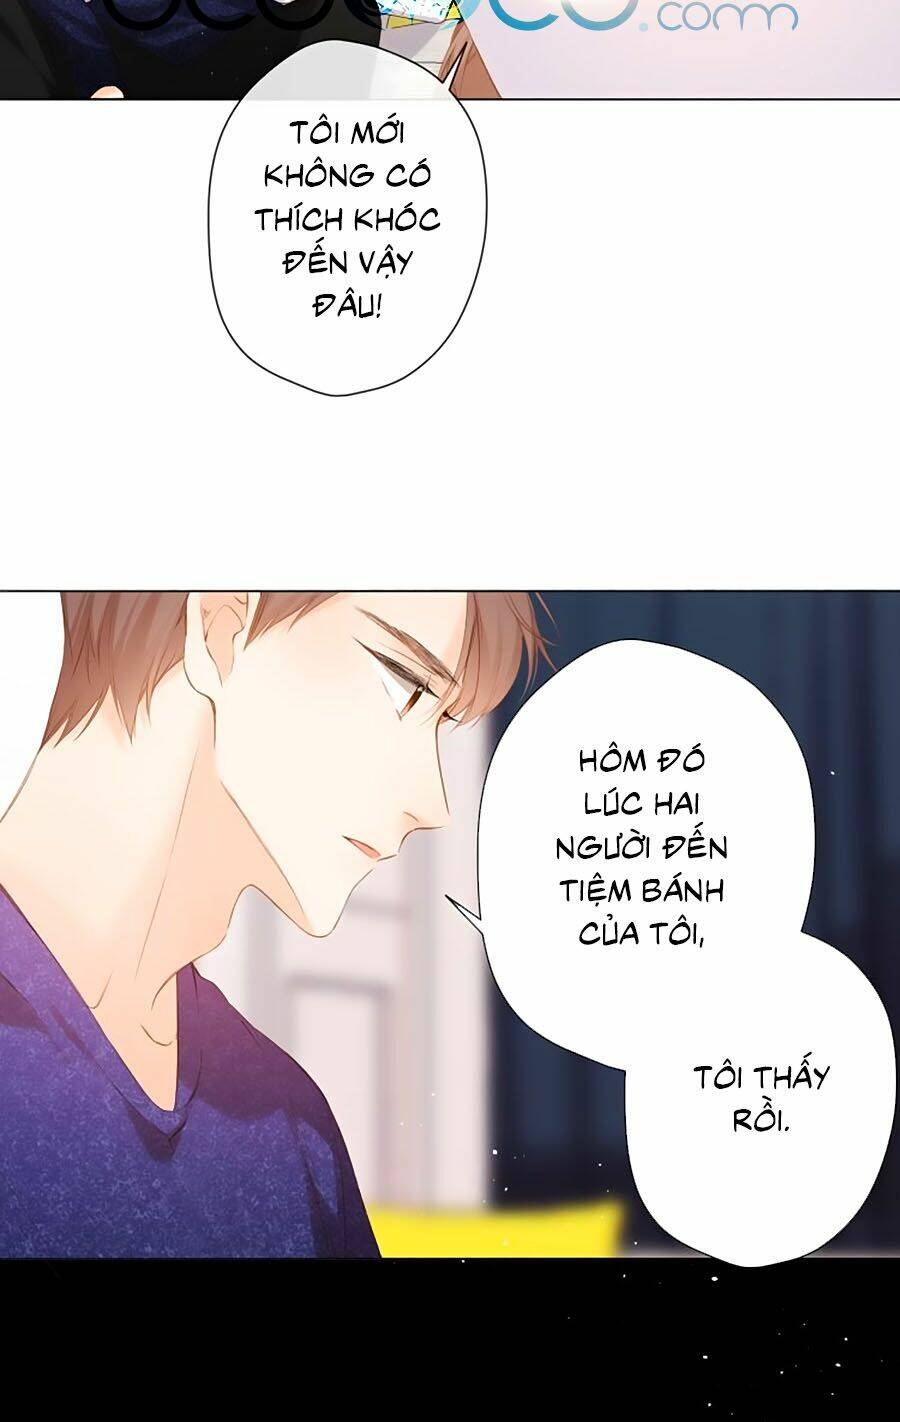 TÔI MỚI
KHÔNG CÓ
THÍCH KHÓC
ĐẾN VẬY
ĐÂU!
HÔM ĐÓ
LÚC HAI
NGƯỜI ĐẾN
TIỆM BÁNH
CỦA TÔI,
TÔI THẤY
RỒI.